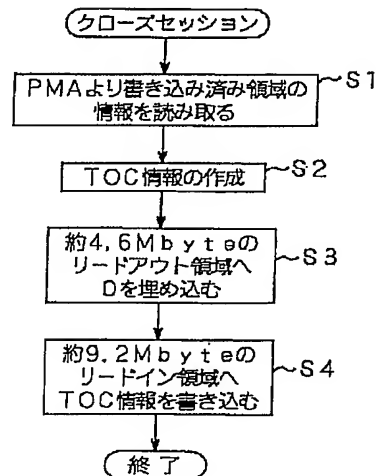 クローズセッション
PMAより書き込み済み領域の
情報を読み取る
S1
TOC情報の作成
S2
約4.6Mbyteの
リードアウト領域へ
0を埋め込む
S3
約9.2Mbyteの
リードイン領域へ
TOC情報を書き込む
S4
終了